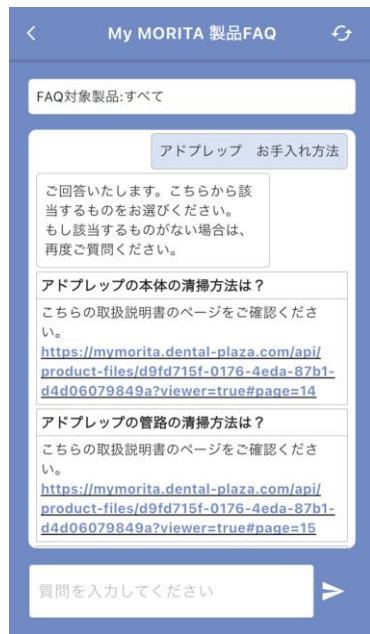 My MORITA 製品FAQ
FAQ対象製品:すべて
アドプレップ　お手入れ方法
ご回答いたします。こちらから該
当するものをお選びください。
もし該当するものがない場合は、
再度ご質問ください。
アドプレップの本体の清掃方法は？
こちらの取扱説明書のページをご確認くださ
い。
https://mymorita.dental-plaza.com/api/
product-files/d9fd715f-0176-4eda-87b1-
d4d06079849a?viewer=true#page=14
アドプレップの管路の清掃方法は？
こちらの取扱説明書のページをご確認くださ
い。
https://mymorita.dental-plaza.com/api/
product-files/d9fd715f-0176-4eda-87b1-
d4d06079849a?viewer=true#page=15
質問を入力してください